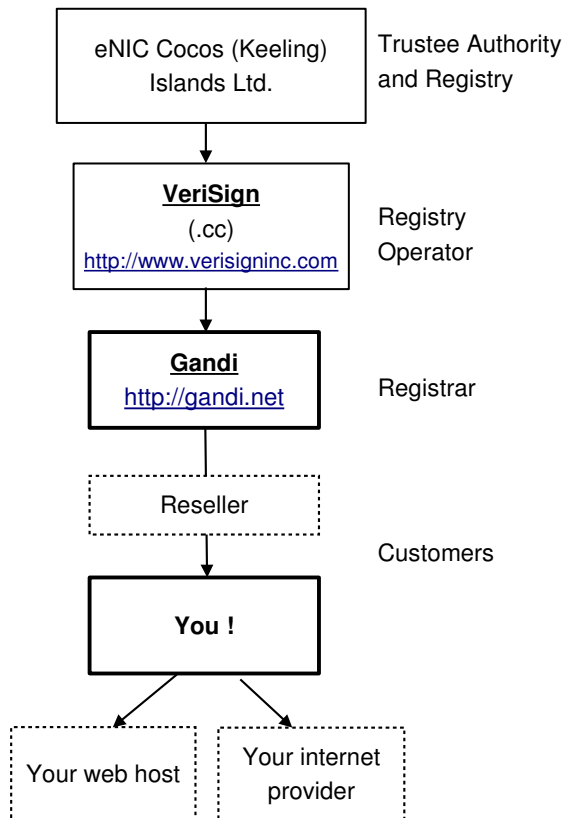 eNIC Cocos (Keeling)
Islands Ltd.
Trustee Authority
and Registry
VeriSign
(.cc)
http://www.verisigninc.com
Registry
Operator
Gandi
http://gandi.net
Registrar
Reseller
Customers
You !
Your web host
Your internet
provider